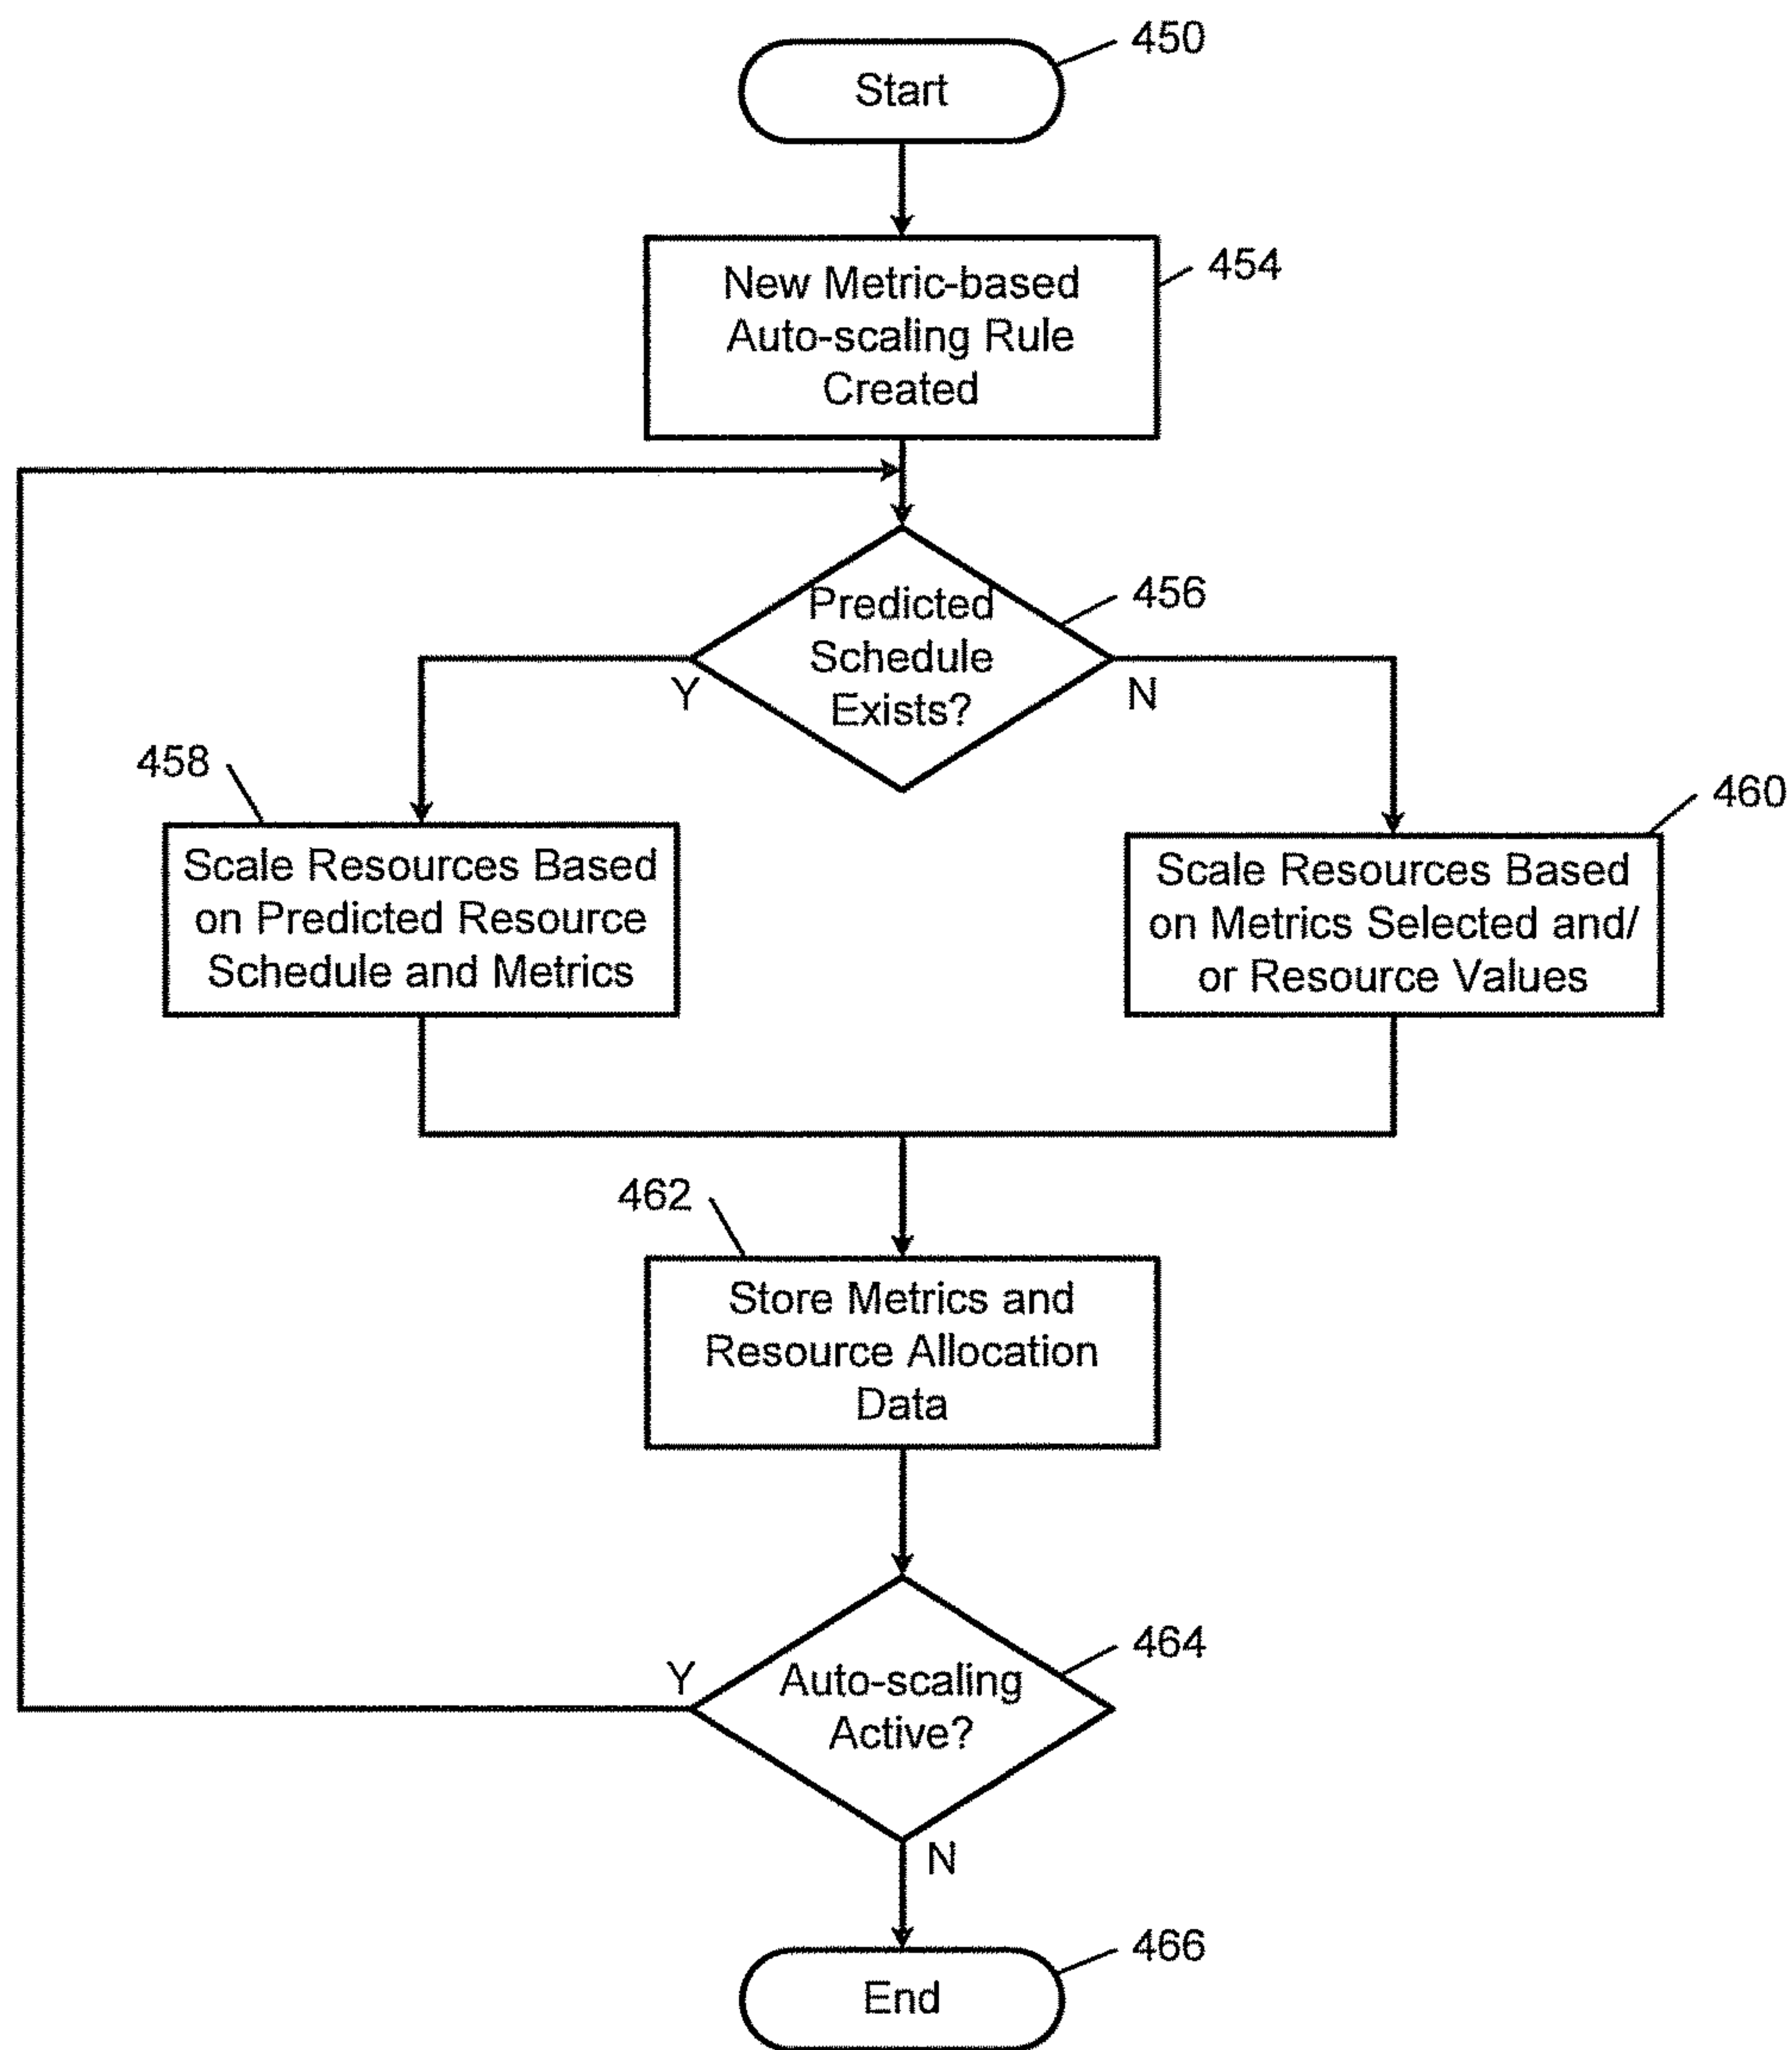 450
Start
454
New Metric-based
Auto-scaling Rule
Created
456
Predicted
Schedule
Exists?
Y
N
458
Scale Resources Based
on Predicted Resource
Schedule and Metrics
460
Scale Resources Based
on Metrics Selected and/
or Resource Values
462
Store Metrics and
Resource Allocation
Data
464
Y
Auto-scaling
Active?
N
466
End